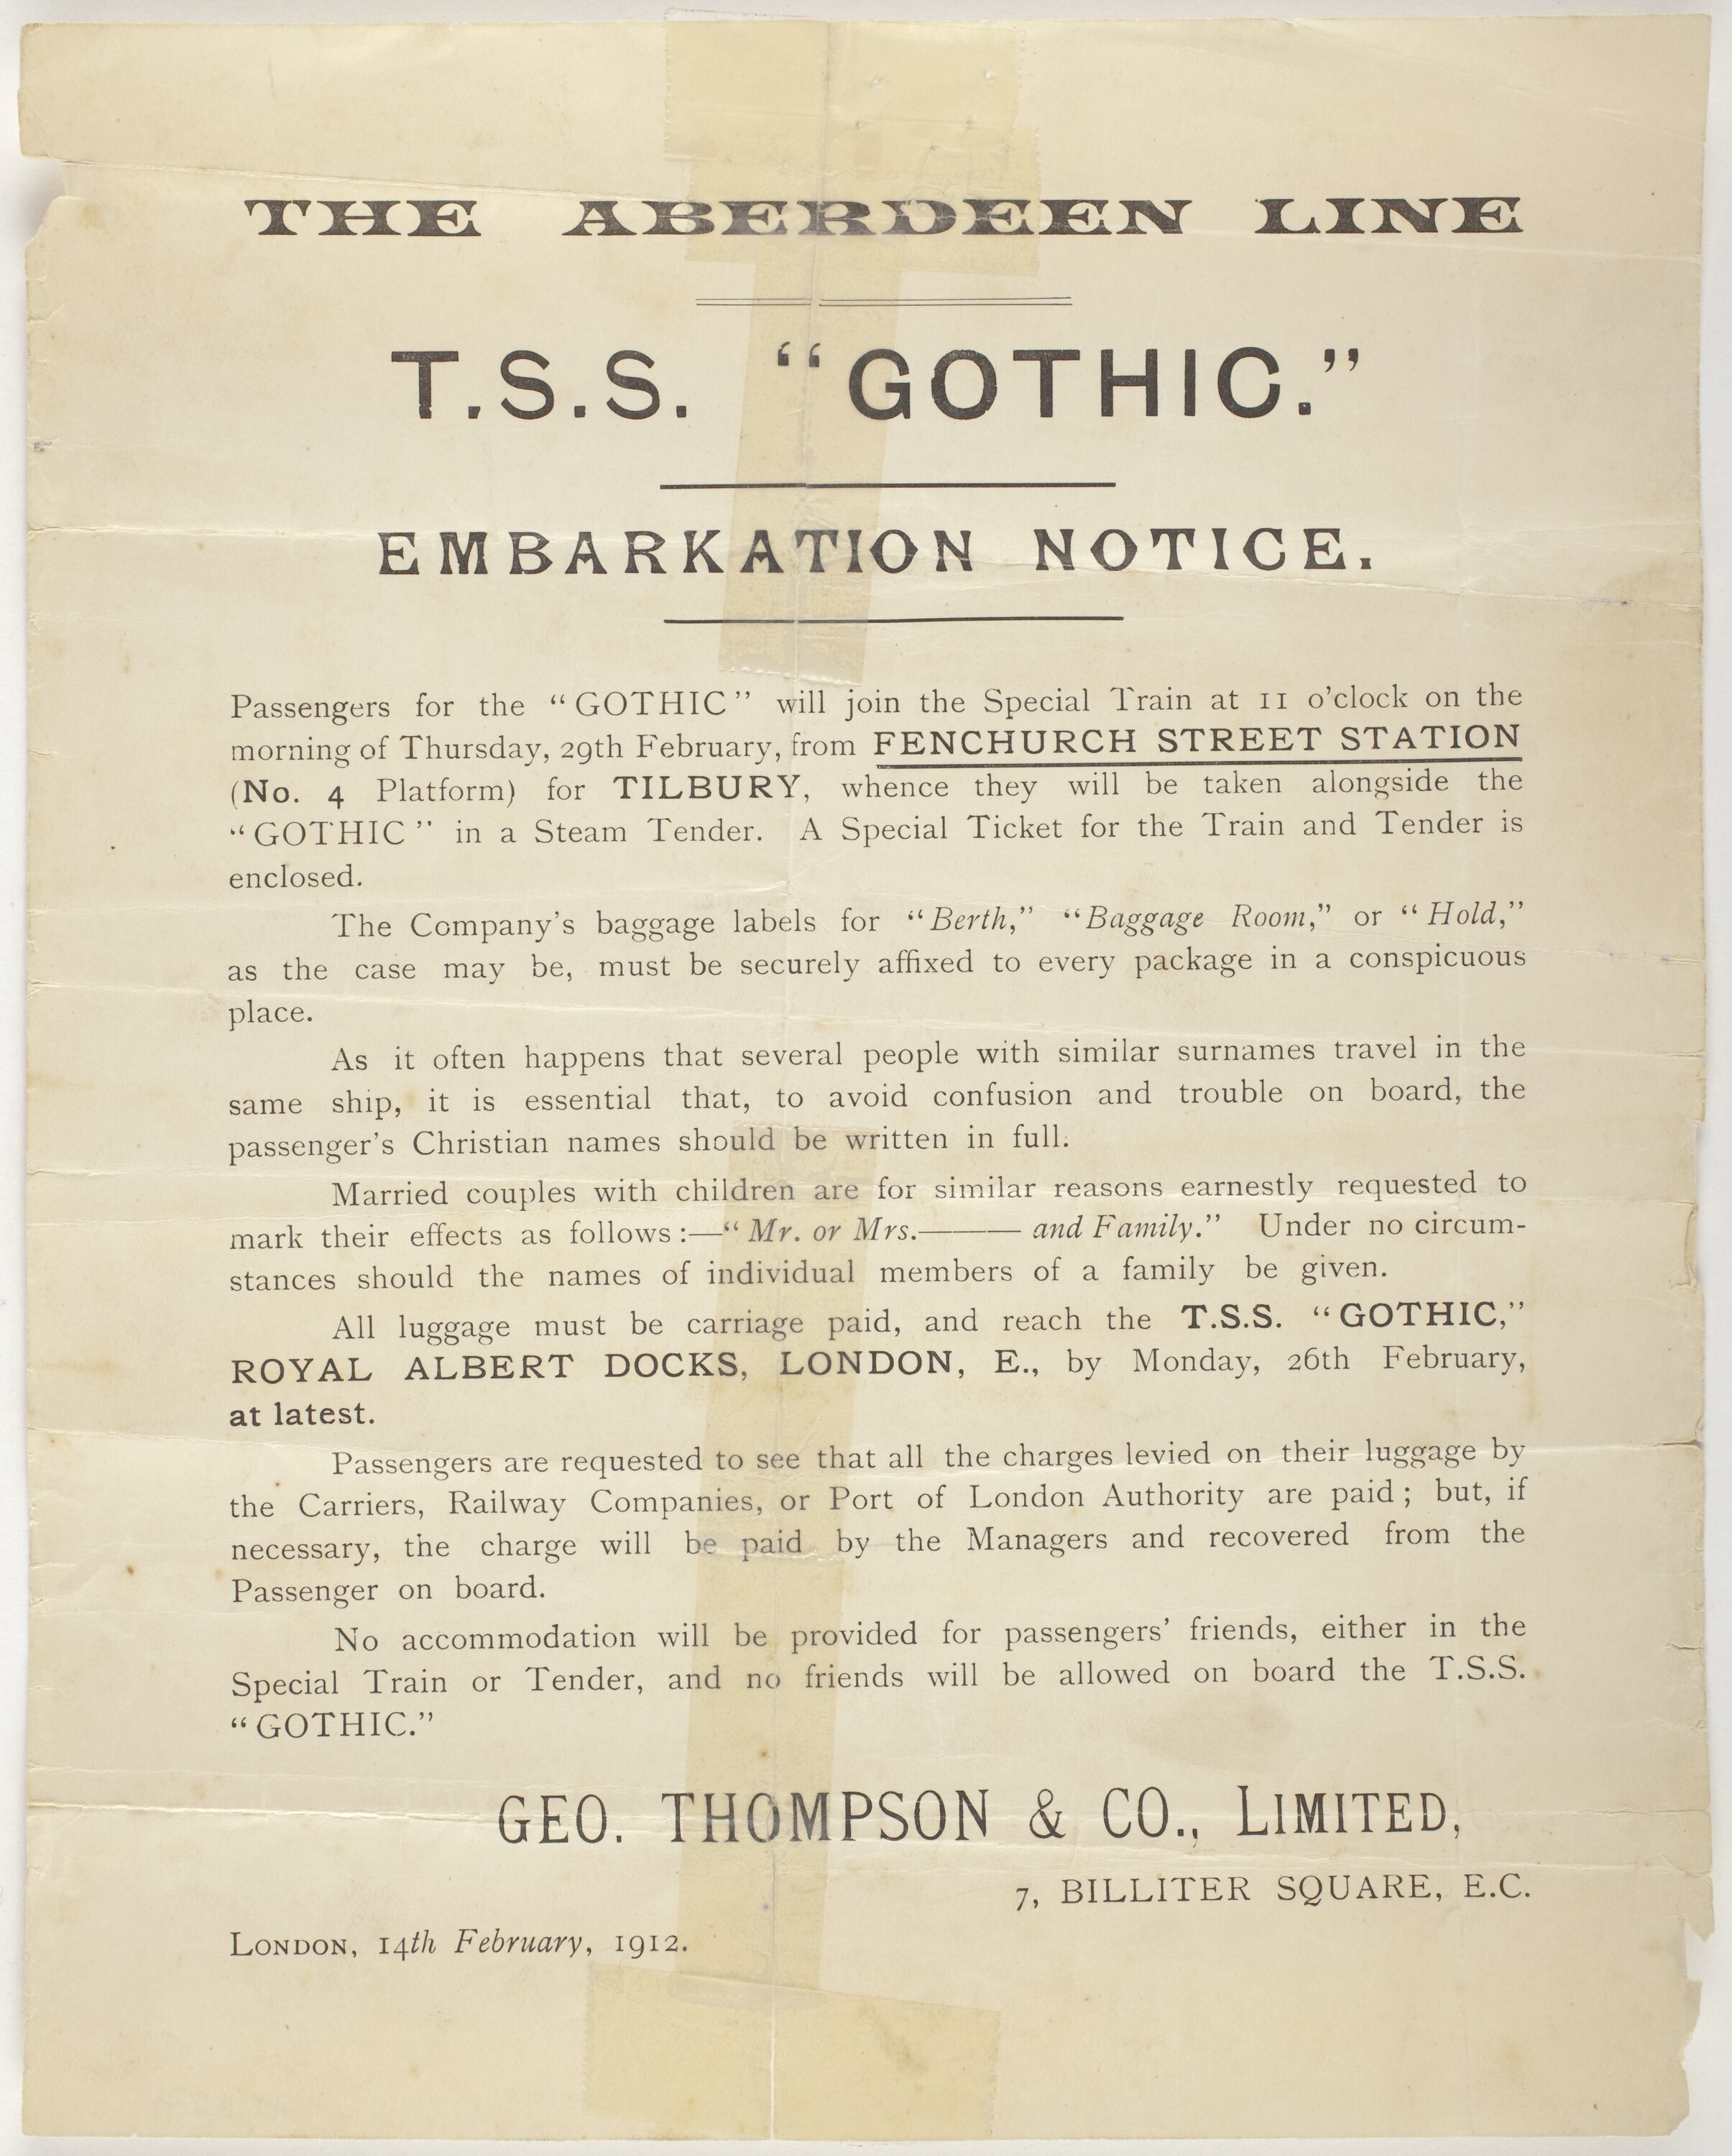 THE ABERDEEN LINE
T.S.S. “GOTHIC.”
EMBARKATION NOTICE.
Passengers for the “GOTHIC” will join the Special Train at 11 o’clock on the
morning of Thursday, 29th February, from FENCHURCH STREET STATION
(No. 4 Platform) for TILBURY, whence they will be taken alongside the
“GOTHIC” in a Steam Tender. A Special Ticket for the Train and Tender is
enclosed.
The Company’s baggage labels for “Berth,” “Baggage Room,” or “Hold,”
as the case may be, must be securely affixed to every package in a conspicuous
place.
As it often happens that several people with similar surnames travel in the
same ship, it is essential that, to avoid confusion and trouble on board, the
passenger’s Christian names should be written in full.
Married couples with children are for similar reasons earnestly requested to
mark their effects as follows:—“Mr. or Mrs.——— and Family.” Under no circum-
stances should the names of individual members of a family be given.
All luggage must be carriage paid, and reach the T.S.S. “GOTHIC,”
ROYAL ALBERT DOCKS, LONDON, E., by Monday, 26th February,
at latest.
Passengers are requested to see that all the charges levied on their luggage by
the Carriers, Railway Companies, or Port of London Authority are paid; but, if
necessary, the charge will be paid by the Managers and recovered from the
Passenger on board.
No accommodation will be provided for passengers’ friends, either in the
Special Train or Tender, and no friends will be allowed on board the T.S.S.
“GOTHIC.”
GEO. THOMPSON & CO., LIMITED,
7, BILLITER SQUARE, E.C.
LONDON, 14th February, 1912.